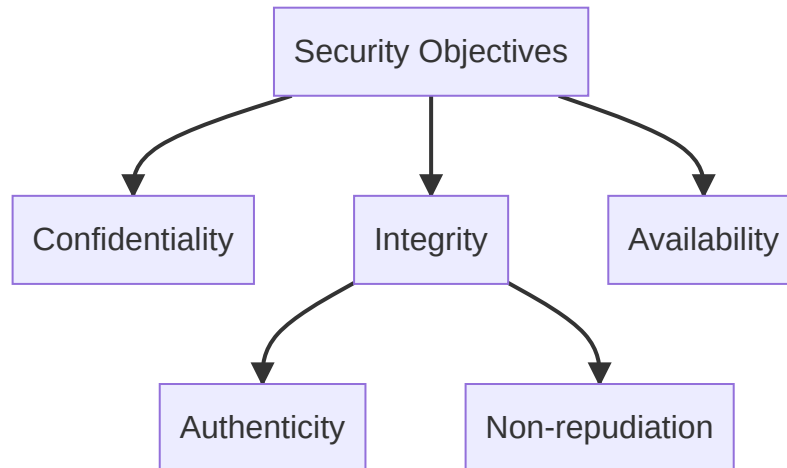 Security Objectives
Confidentiality
Integrity
Availability
Authenticity
Non-repudiation